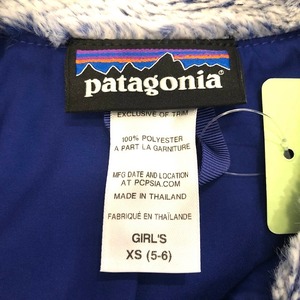 patagonia®
EXCLUSIVE OF TRIM
100% POLYESTER
A PART LA GARNITURE
MFG DATE AND LOCATION
AT PCPSIA.COM
MADE IN THAILAND
FABRIQUÉ EN THAÏLANDE
GIRL'S
XS (5-6)